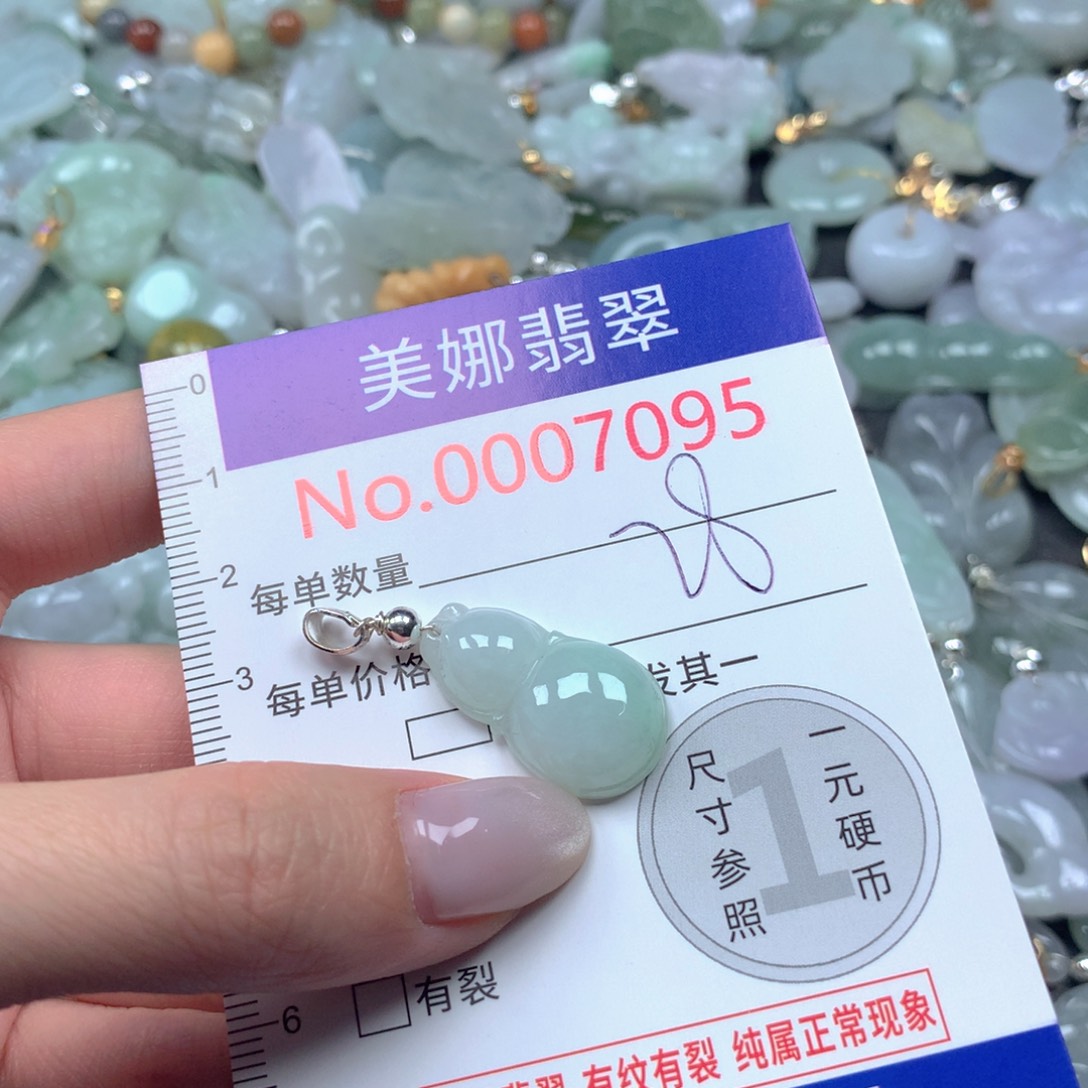 美娜翡翠
No.0007095
0
1
2
3
6
每单数量
每单价格
发其一
尺寸参照
1
一元硬币
有裂
翡翠 有纹有裂 纯属正常现象